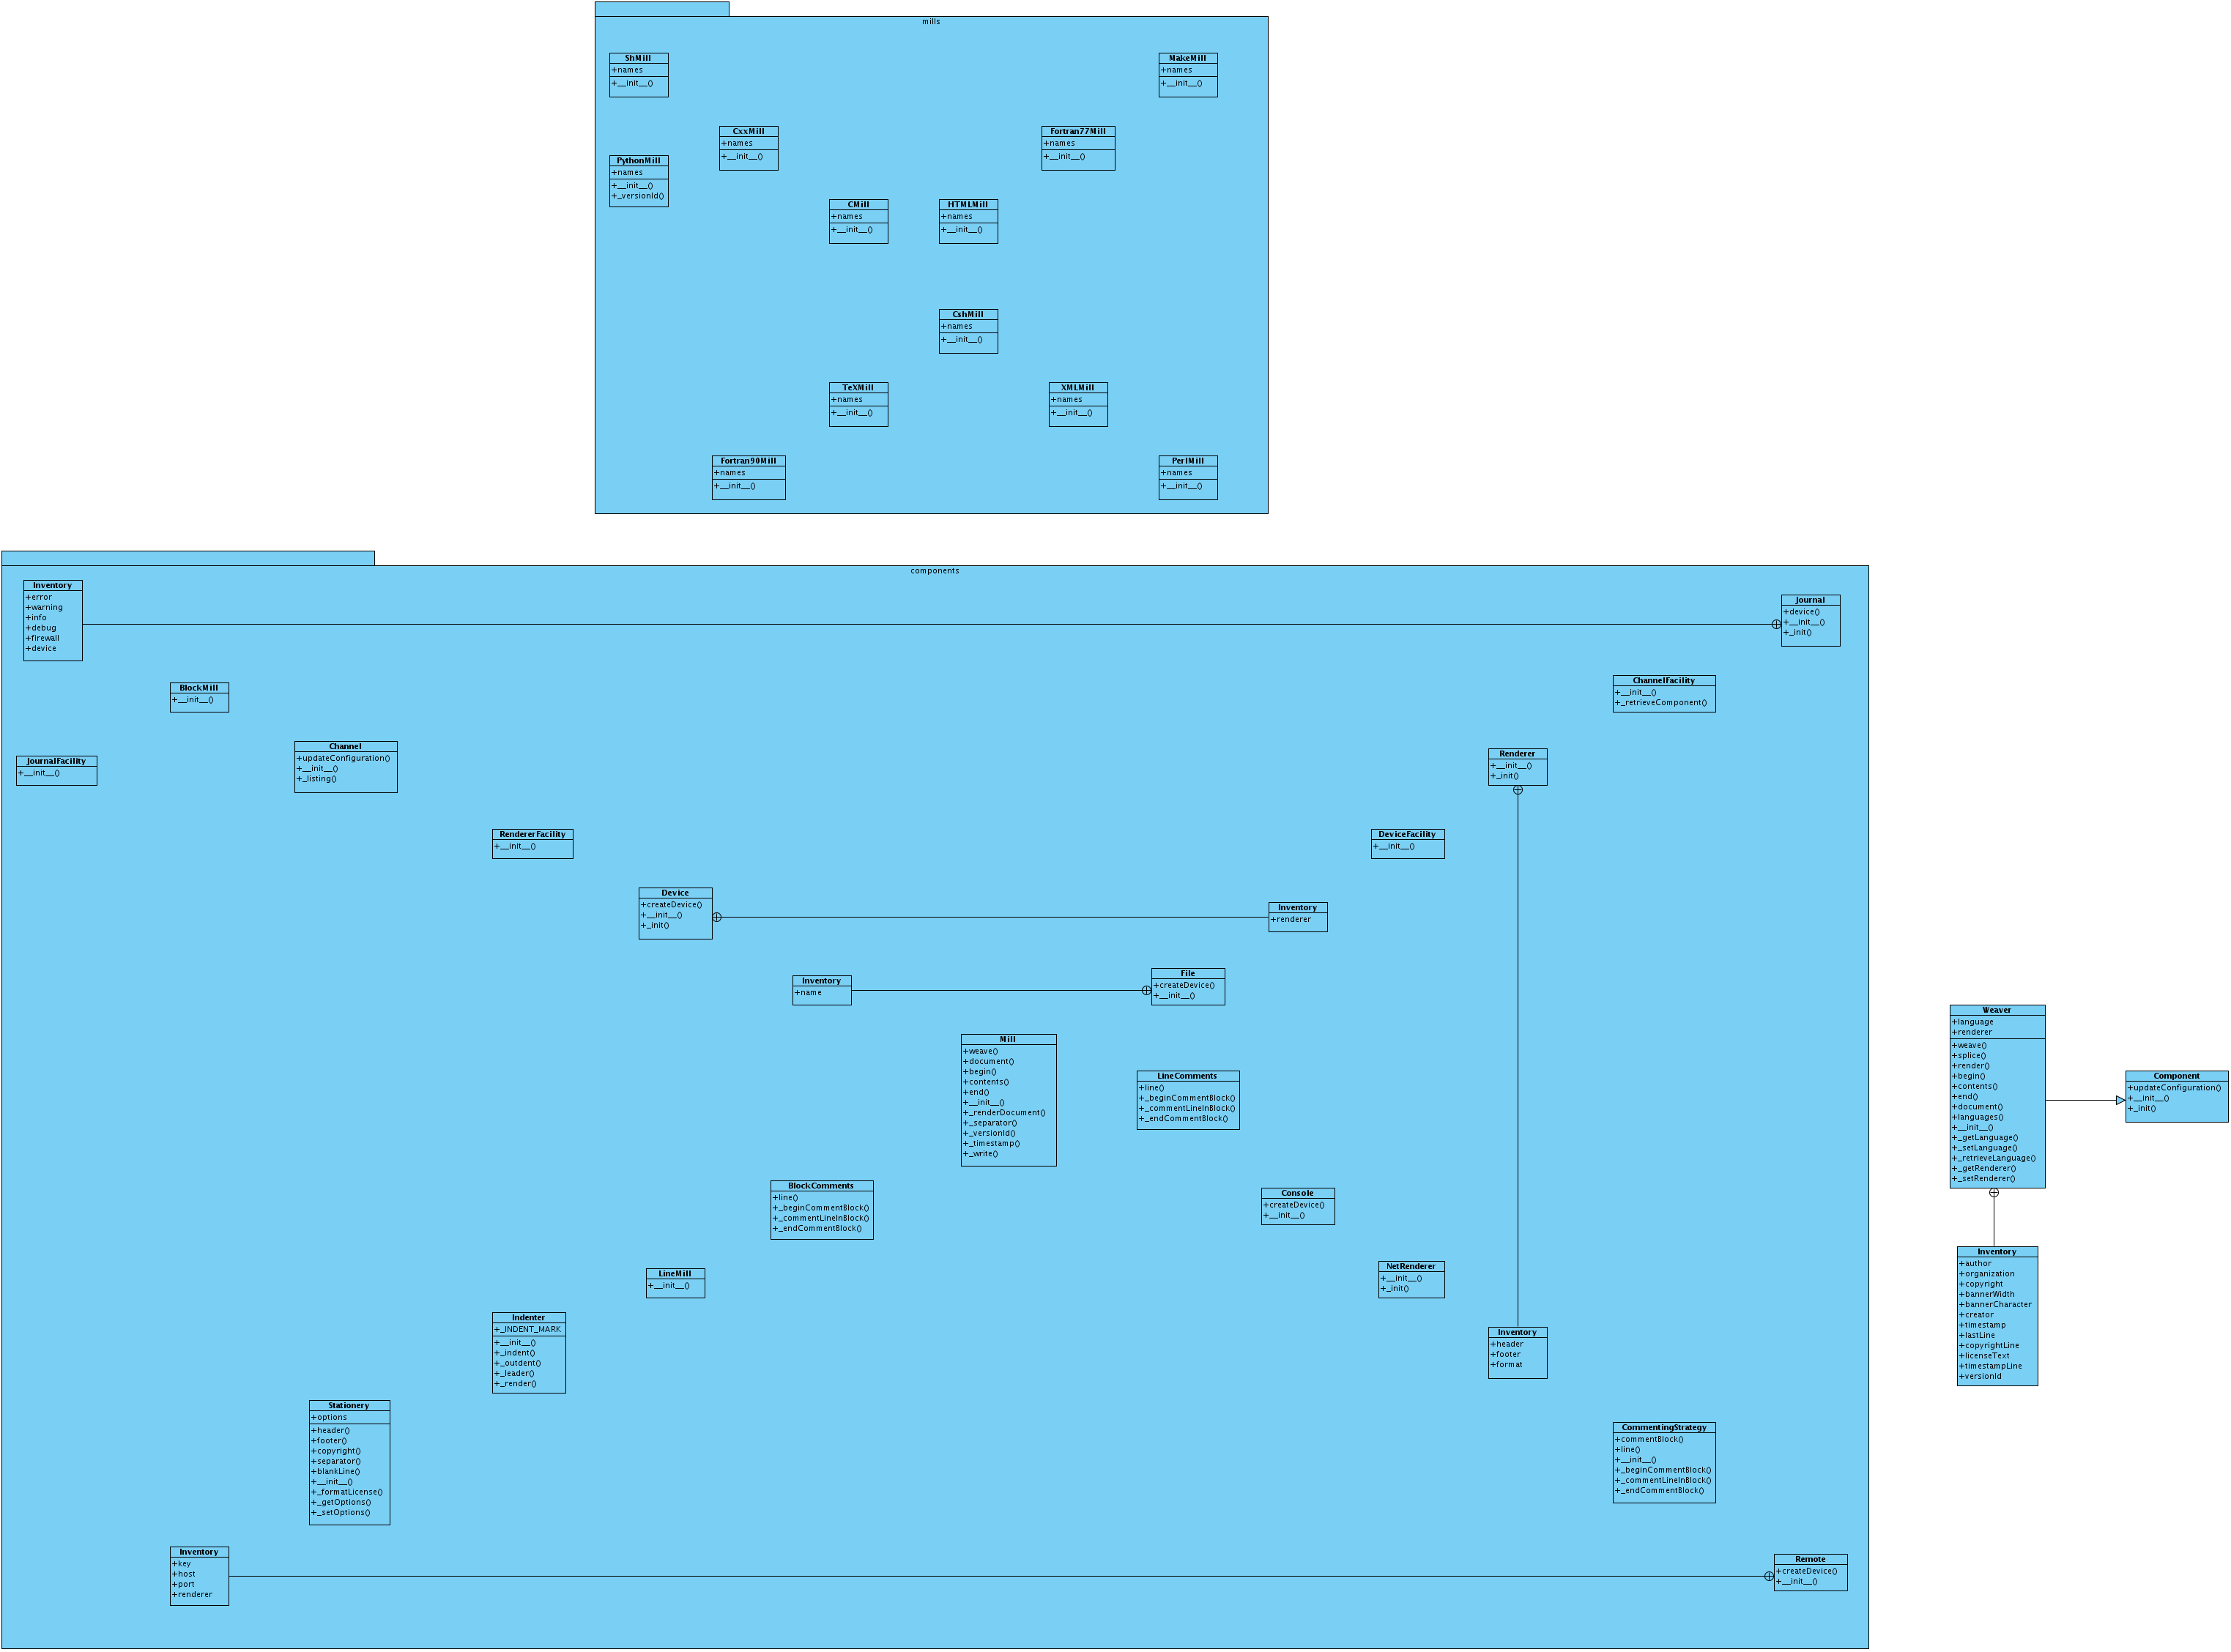 mills
ShMill
+names
+__init__()
MakeMill
+names
+__init__()
CxxMill
+names
+__init__()
Fortran77Mill
+names
+__init__()
PythonMill
+names
+__init__()
+_versionId()
CMill
+names
+__init__()
HTMLMill
+names
+__init__()
CshMill
+names
+__init__()
TeXMill
+names
+__init__()
XMLMill
+names
+__init__()
Fortran90Mill
+names
+__init__()
PerlMill
+names
+__init__()
components
Inventory
+error
+warning
+info
+debug
+firewall
+device
Journal
+device()
+__init__()
+_init()
BlockMill
+__init__()
ChannelFacility
+__init__()
+_retrieveComponent()
JournalFacility
+__init__()
Channel
+updateConfiguration()
+__init__()
+_listing()
Renderer
+__init__()
+_init()
RendererFacility
+__init__()
DeviceFacility
+__init__()
Device
+createDevice()
+__init__()
+_init()
Inventory
+renderer
Inventory
+name
File
+createDevice()
+__init__()
Mill
+weave()
+document()
+begin()
+contents()
+end()
+__init__()
+_renderDocument()
+_separator()
+_versionId()
+_timestamp()
+_write()
LineComments
+line()
+_beginCommentBlock()
+_commentLineInBlock()
+_endCommentBlock()
BlockComments
+line()
+_beginCommentBlock()
+_commentLineInBlock()
+_endCommentBlock()
Console
+createDevice()
+__init__()
LineMill
+__init__()
NetRenderer
+__init__()
+_init()
Indenter
+_INDENT_MARK
+__init__()
+_indent()
+_outdent()
+_leader()
+_render()
Inventory
+header
+footer
+format
Stationery
+options
+header()
+footer()
+copyright()
+separator()
+blankLine()
+__init__()
+_formatLicense()
+_getOptions()
+_setOptions()
CommentingStrategy
+commentBlock()
+line()
+__init__()
+_beginCommentBlock()
+_commentLineInBlock()
+_endCommentBlock()
Inventory
+key
+host
+port
+renderer
Remote
+createDevice()
+__init__()
Weaver
+language
+renderer
+weave()
+splice()
+render()
+begin()
+contents()
+end()
+document()
+languages()
+__init__()
+_getLanguage()
+_setLanguage()
+_retrieveLanguage()
+_getRenderer()
+_setRenderer()
Component
+updateConfiguration()
+__init__()
+_init()
Inventory
+author
+organization
+copyright
+bannerWidth
+bannerCharacter
+creator
+timestamp
+lastLine
+copyrightLine
+licenseText
+timestampLine
+versionId